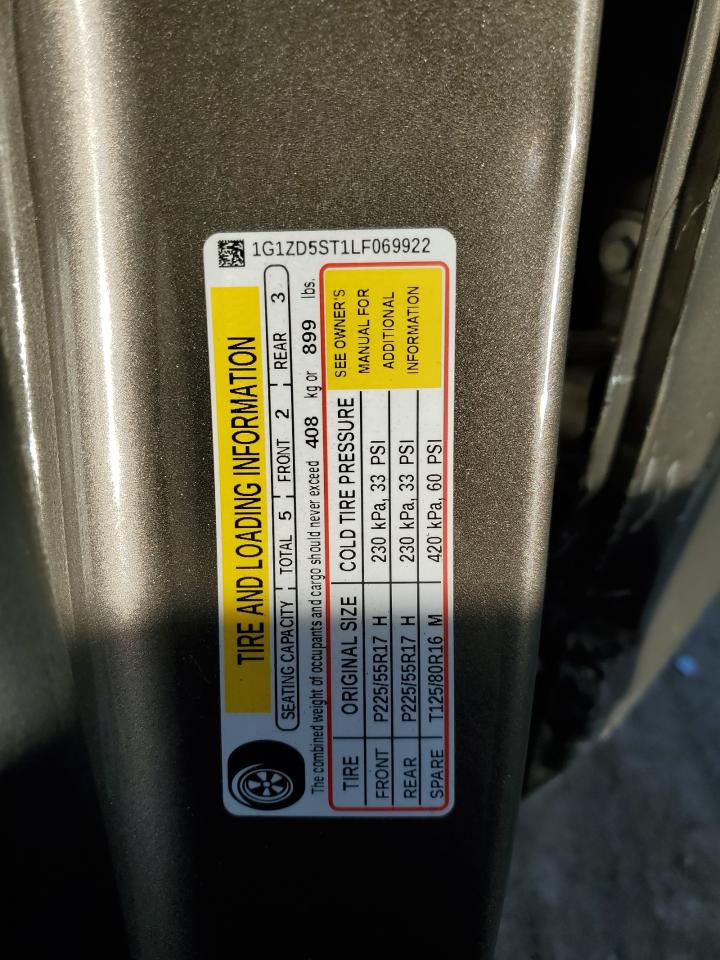 1G1ZD5ST1LF069922
TIRE AND LOADING INFORMATION
SEATING CAPACITY TOTAL 5 FRONT 2 REAR 3
The combined weight of occupants and cargo should never exceed 408 kg or 899 lbs.
TIRE ORIGINAL SIZE COLD TIRE PRESSURE
FRONT P225/55R17 H 230 kPa, 33 PSI
REAR P225/55R17 H 230 kPa, 33 PSI
SPARE T125/80R16 M 420 kPa, 60 PSI
SEE OWNER'S
MANUAL FOR
ADDITIONAL
INFORMATION